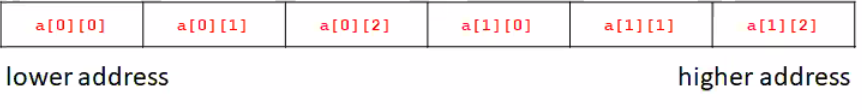 a[0][0] a[0][1] a[0][2] a[1][0] a[1][1] a[1][2]
lower address higher address